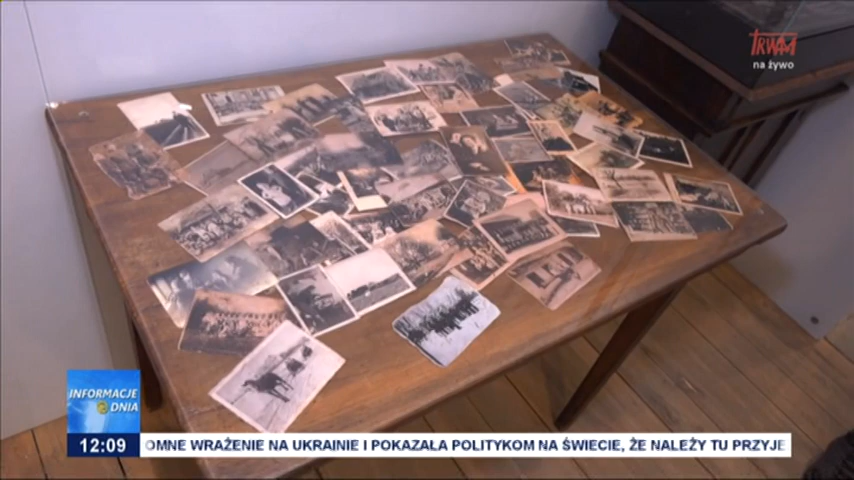 TRWAM
na żywo
INFORMACJE
DNIA
12:09
OMNE WRAŻENIE NA UKRAINIE I POKAZAŁA POLITYKOM NA ŚWIECIE, ŻE NALEŻY TU PRZYJE